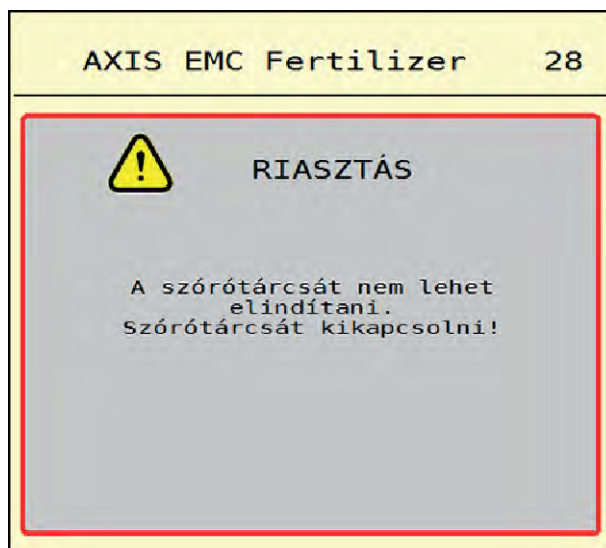 AXIS EMC Fertilizer 28
RIASZTÁS
A szórótárcsát nem lehet
elindítani.
Szórótárcsát kikapcsolni!